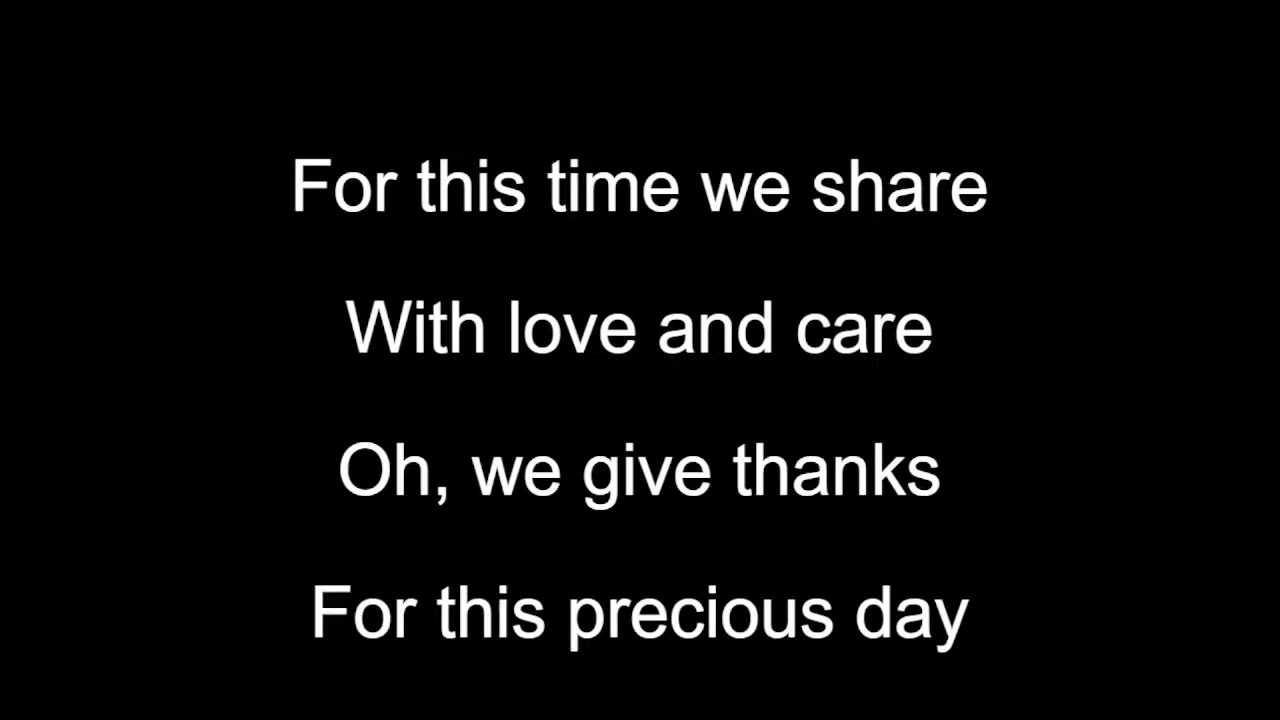 For this time we share
With love and care
Oh, we give thanks
For this precious day